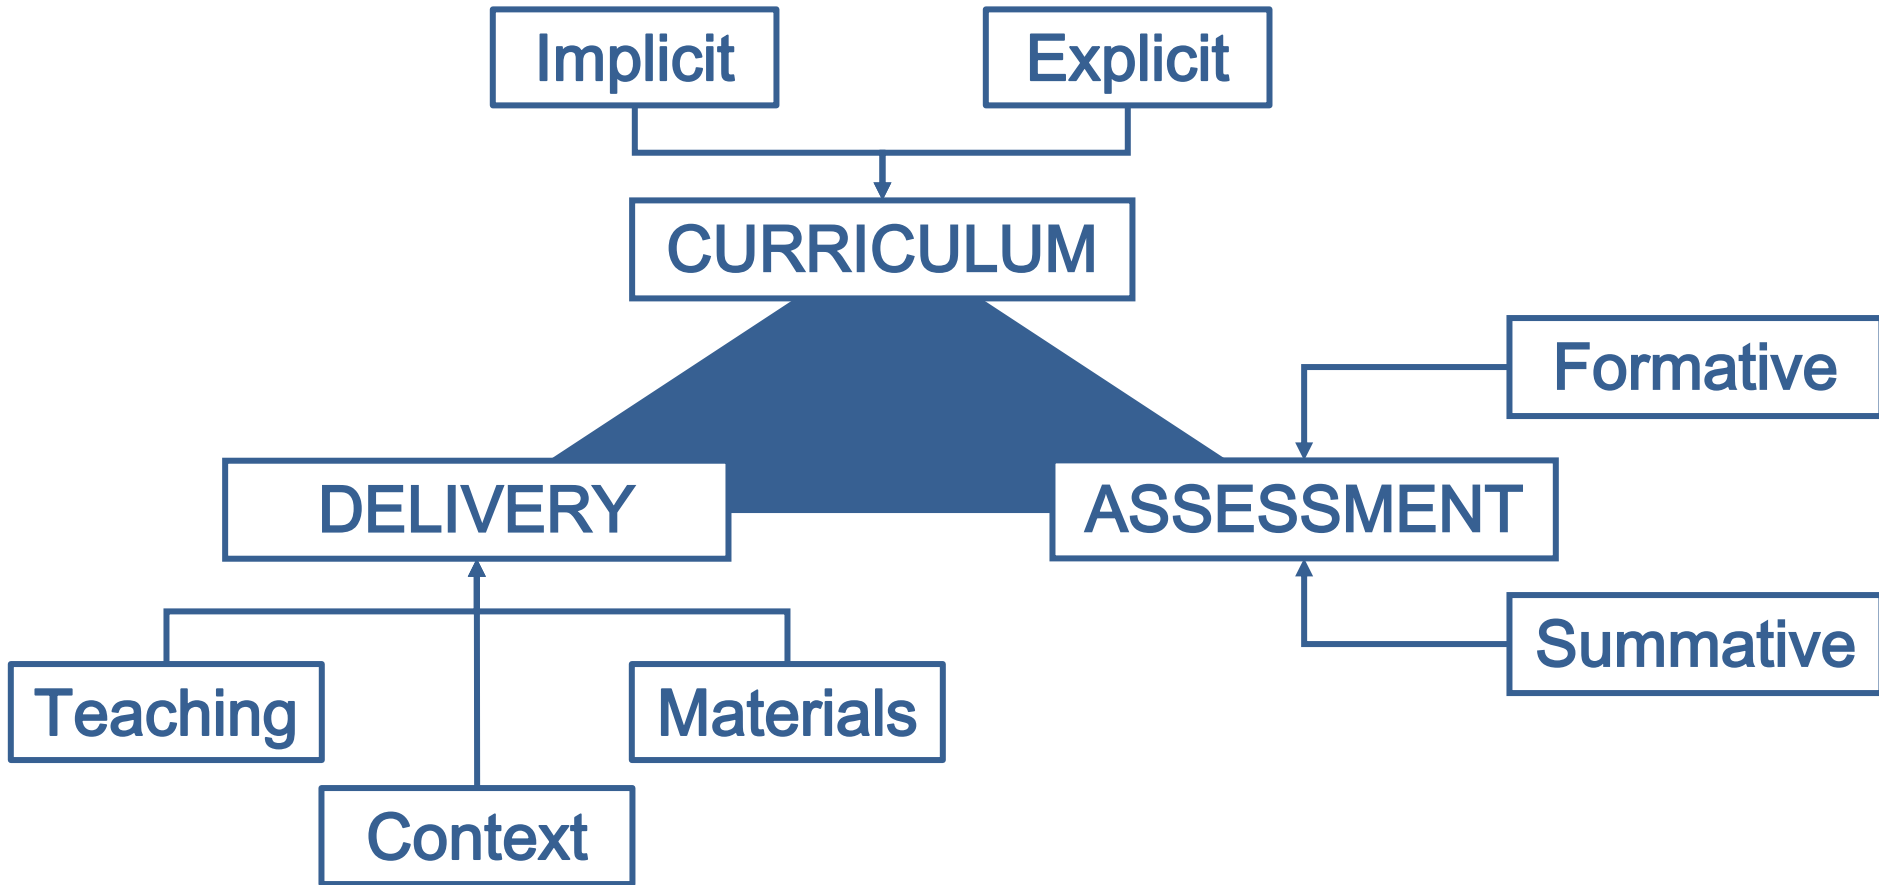 Implicit
Explicit
CURRICULUM
Formative
DELIVERY
ASSESSMENT
Summative
Teaching
Materials
Context